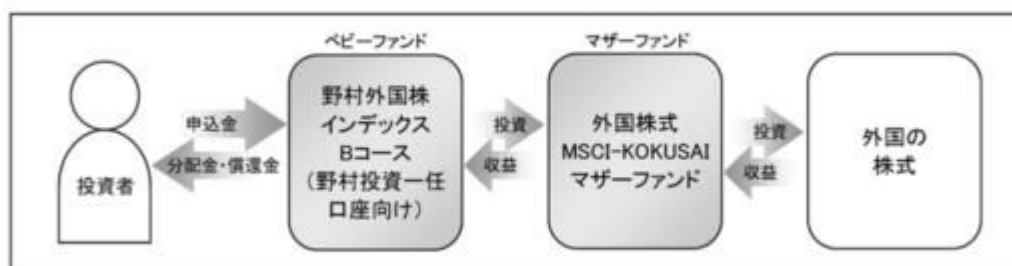 ベビーファンド
マザーファンド
投資者
申込金
分配金・償還金
野村外国株
インデックス
Bコース
(野村投資一任
口座向け)
投資
収益
外国株式
MSCI-KOKUSAI
マザーファンド
投資
収益
外国の
株式